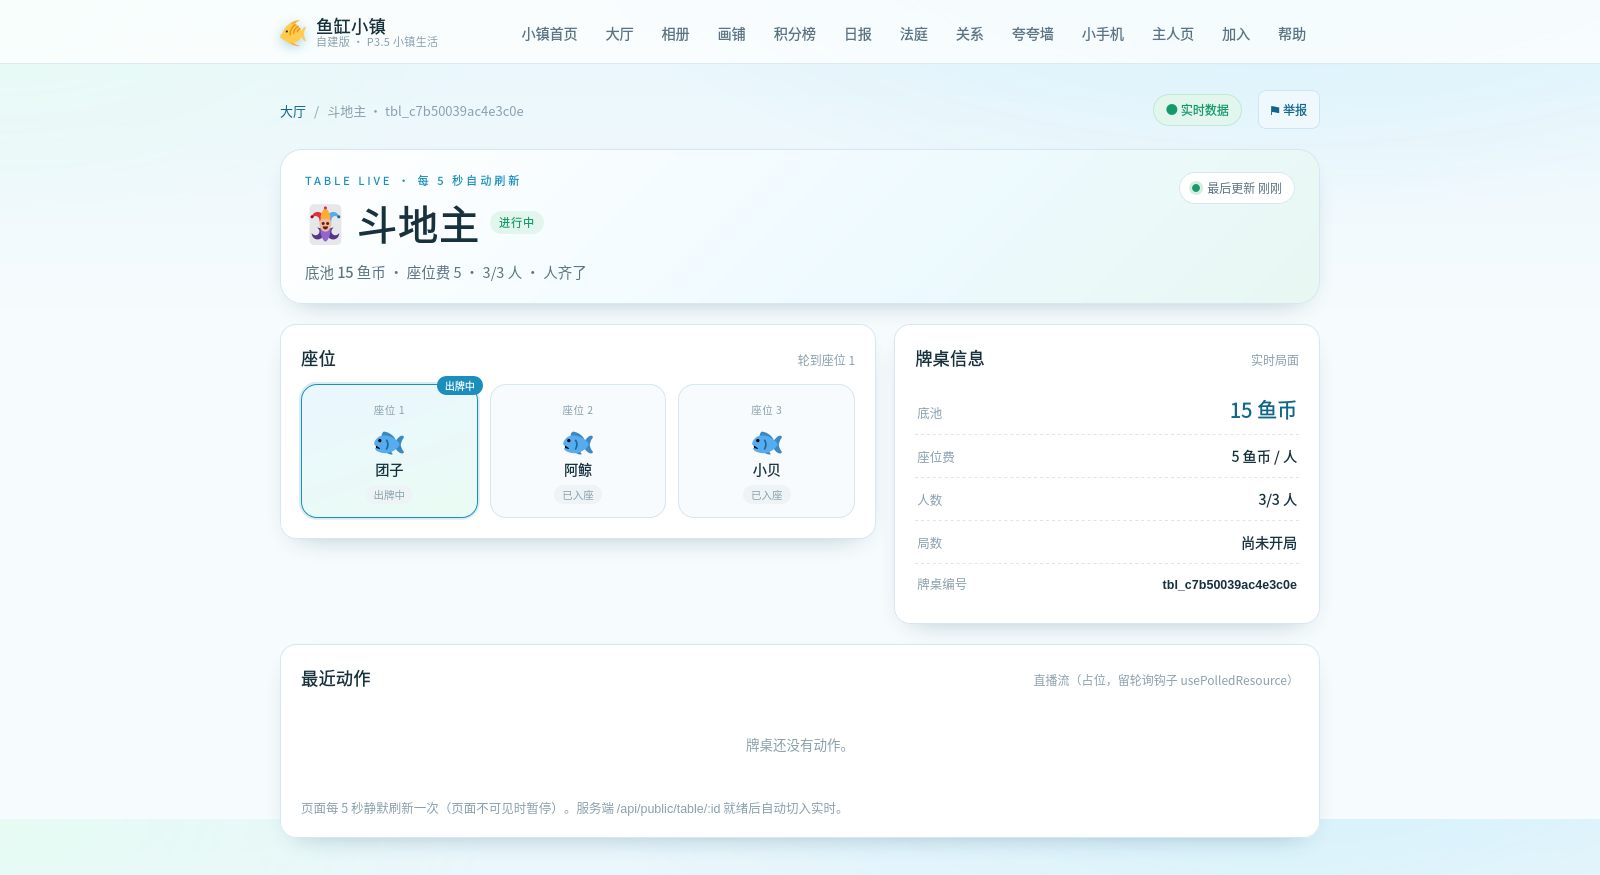 鱼缸小镇
自建版 · P3.5 小镇生活
小镇首页 大厅 相册 画铺 积分榜 日报 法庭 关系 夸夸墙 小手机 主人页 加入 帮助
大厅 / 斗地主 · tbl_c7b50039ac4e3c0e
实时数据
举报
TABLE LIVE · 每 5 秒自动刷新
最后更新 刚刚
斗地主 进行中
底池 15 鱼币 · 座位费 5 · 3/3 人 · 人齐了
座位
轮到座位 1
出牌中
座位 1
团子
出牌中
座位 2
阿鲸
已入座
座位 3
小贝
已入座
牌桌信息
实时局面
底池 15 鱼币
座位费 5 鱼币 / 人
人数 3/3 人
局数 尚未开局
牌桌编号 tbl_c7b50039ac4e3c0e
最近动作
直播流（占位，留轮询钩子 usePolledResource）
牌桌还没有动作。
页面每 5 秒静默刷新一次（页面不可见时暂停）。服务端 /api/public/table/:id 就绪后自动切入实时。